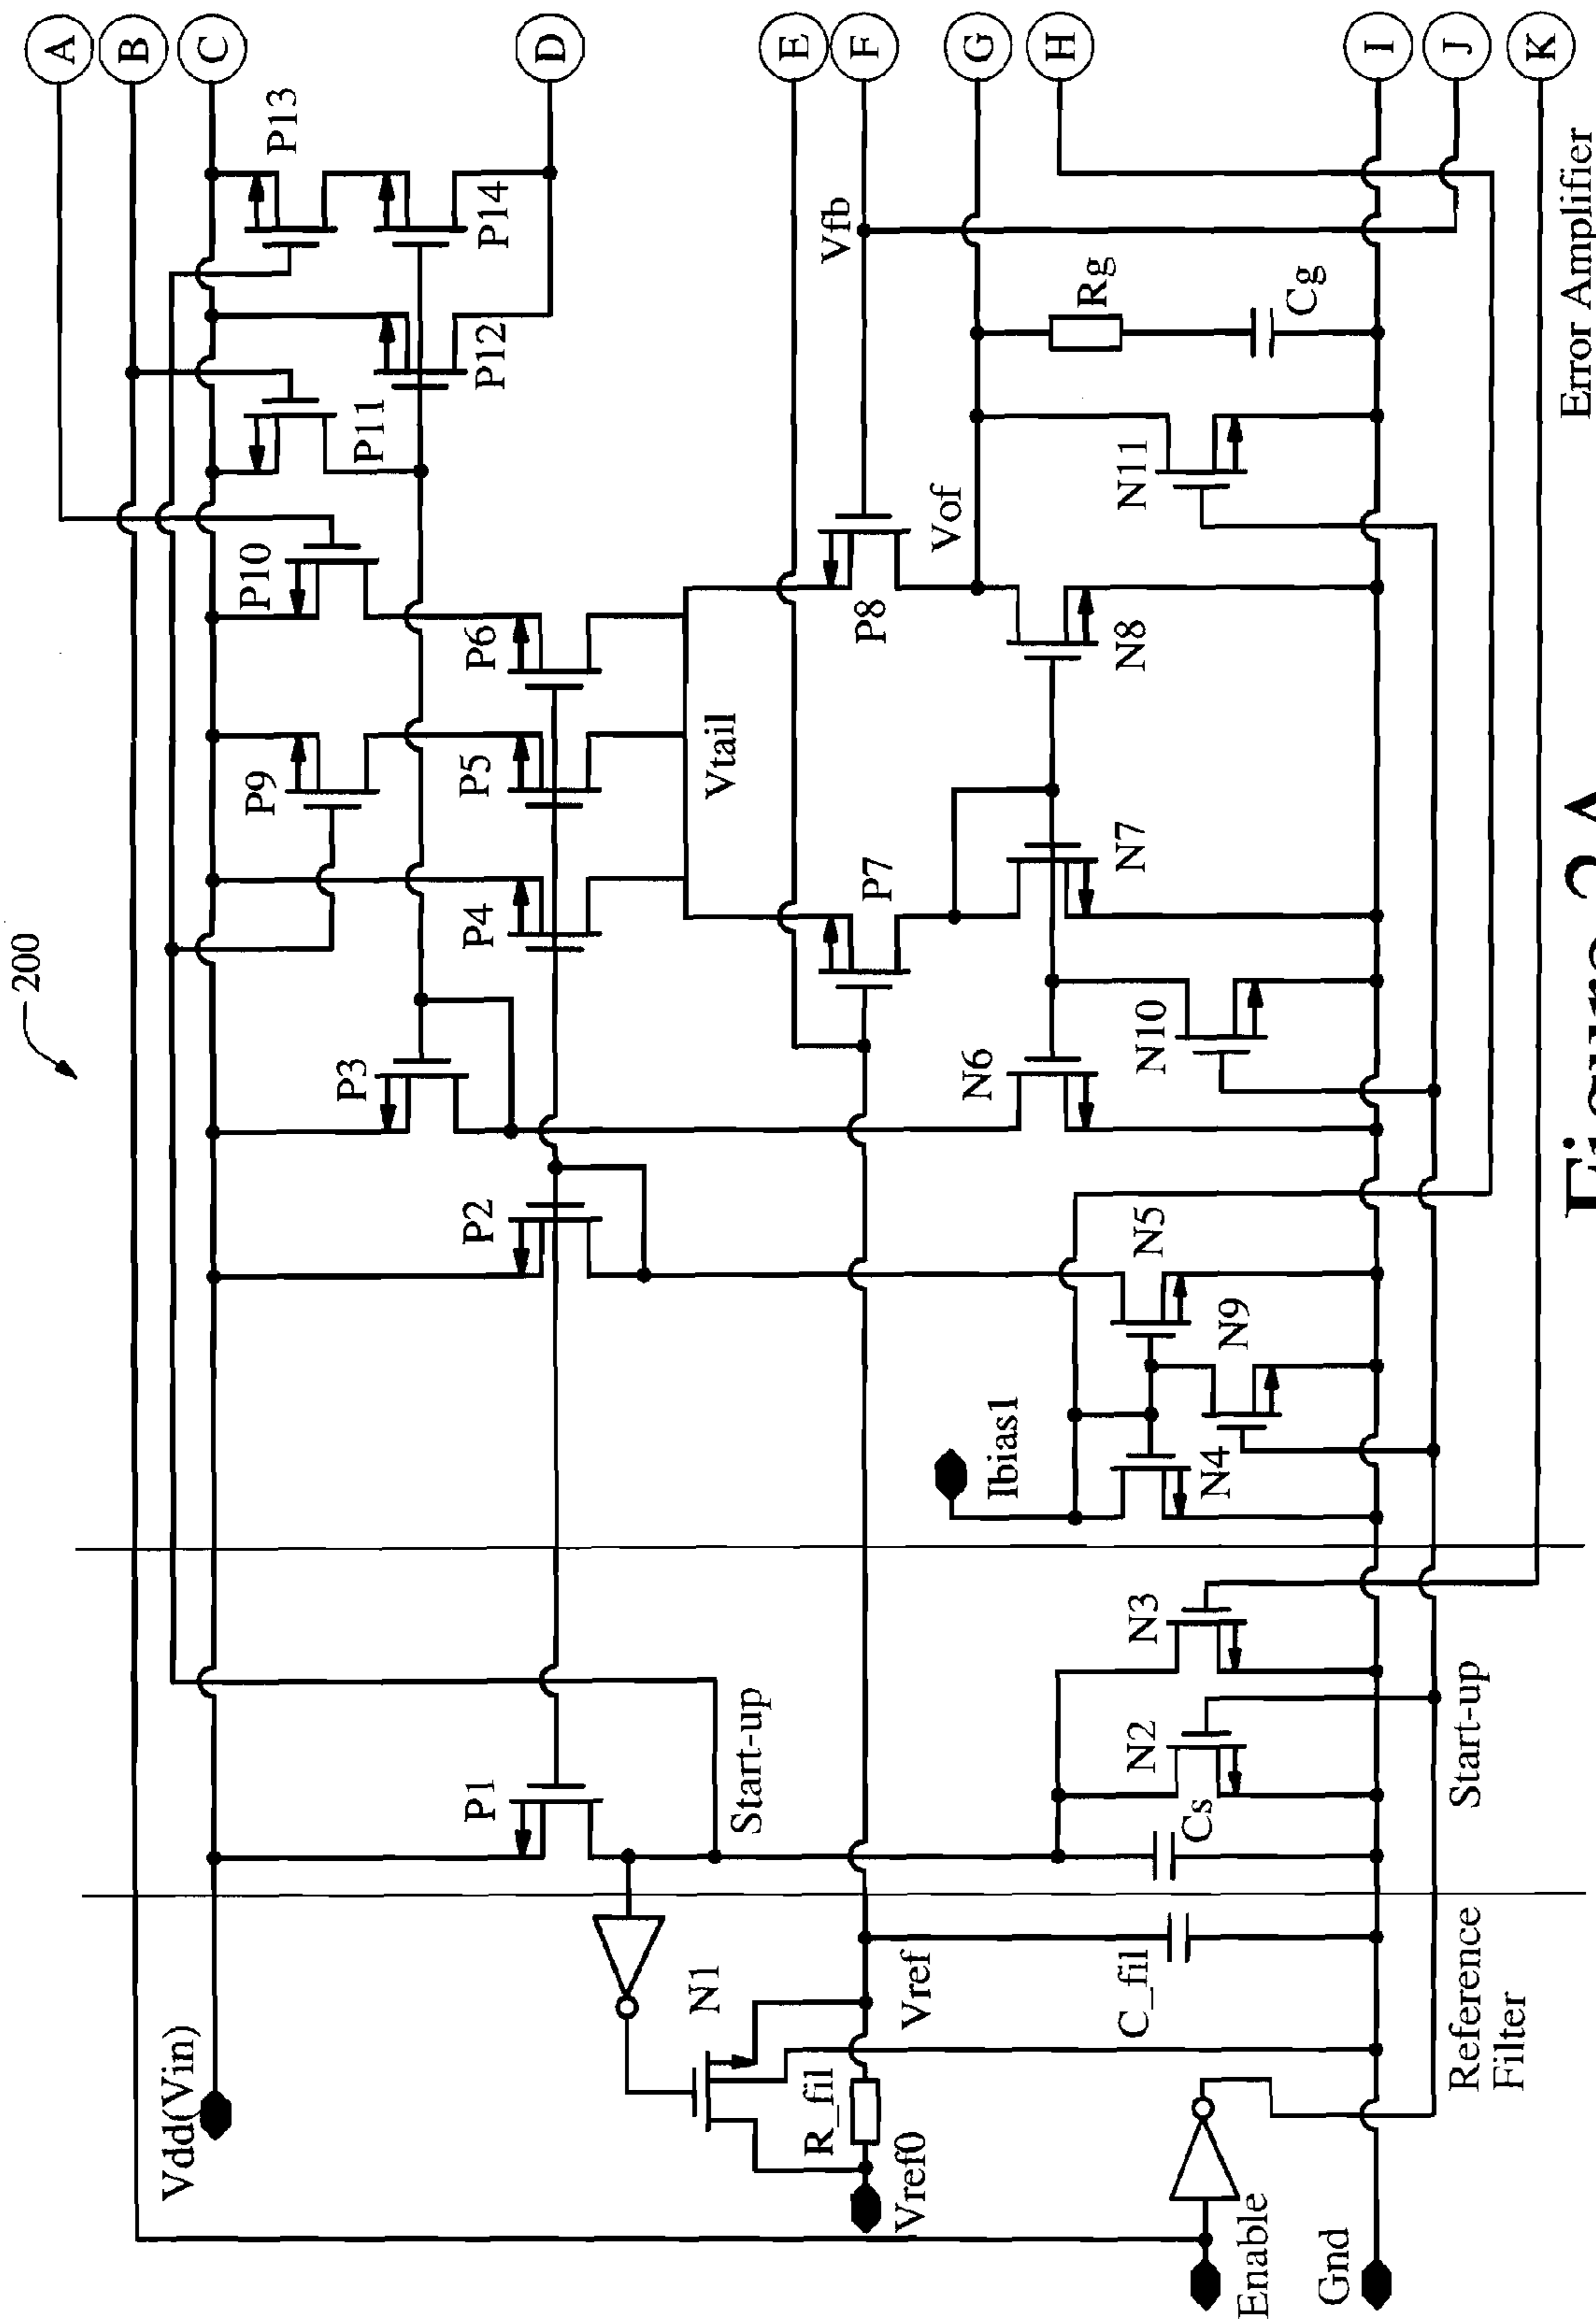 200
A
B
C
D
E
F
G
H
I
J
K
Vdd(Vin)
P1
P2
P3
P4
P5
P6
P9
P10
P11
P12
P13
P14
Start-up
Vtail
N1
R_fil
Vref0
Vref
C_fil
P7
P8
Vfb
Vof
Ibias1
Cs
N2
N3
N4
N9
N5
N6
N10
N7
N8
N11
Rg
Cg
Enable
Gnd
Reference
Filter
Start-up
Error Amplifier